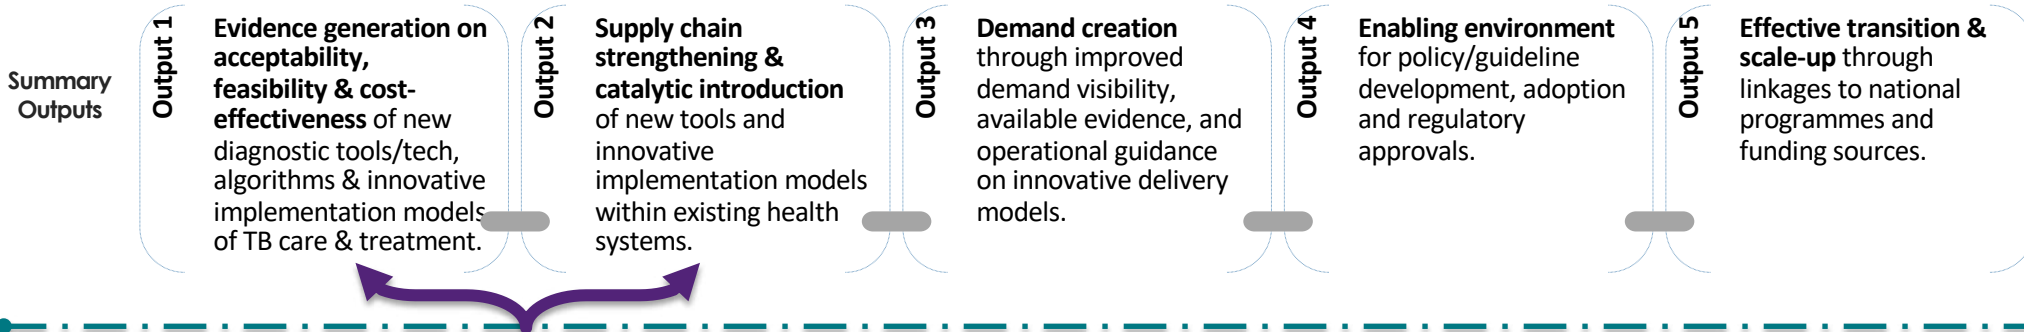 Summary
Outputs
Output 1
Evidence generation on
acceptability,
feasibility & cost-
effectiveness of new
diagnostic tools/tech,
algorithms & innovative
implementation models
of TB care & treatment.
Output 2
Supply chain
strengthening &
catalytic introduction
of new tools and
innovative
implementation models
within existing health
systems.
Output 3
Demand creation
through improved
demand visibility,
available evidence, and
operational guidance
on innovative delivery
models.
Output 4
Enabling environment
for policy/guideline
development, adoption
and regulatory
approvals.
Output 5
Effective transition &
scale-up through
linkages to national
programmes and
funding sources.